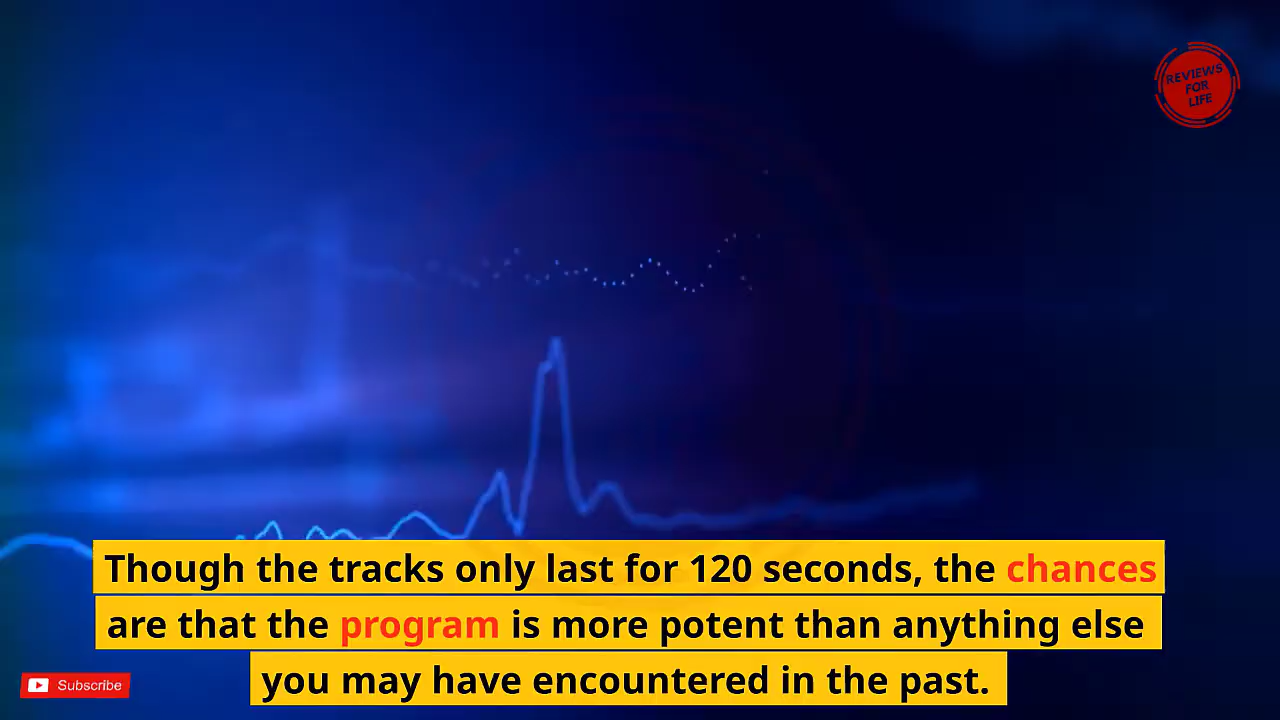 REVIEWS
FOR
LIFE
Though the tracks only last for 120 seconds, the chances
are that the program is more potent than anything else
you may have encountered in the past.
Subscribe